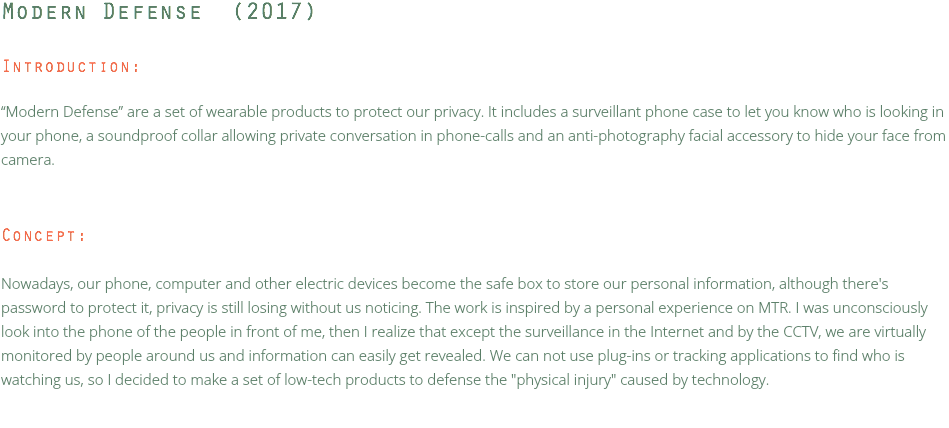 Modern Defense (2017)
Introduction:
“Modern Defense” are a set of wearable products to protect our privacy. It includes a surveillant phone case to let you know who is looking in
your phone, a soundproof collar allowing private conversation in phone-calls and an anti-photography facial accessory to hide your face from
camera.
Concept:
Nowadays, our phone, computer and other electric devices become the safe box to store our personal information, although there's
password to protect it, privacy is still losing without us noticing. The work is inspired by a personal experience on MTR. I was unconsciously
look into the phone of the people in front of me, then I realize that except the surveillance in the Internet and by the CCTV, we are virtually
monitored by people around us and information can easily get revealed. We can not use plug-ins or tracking applications to find who is
watching us, so I decided to make a set of low-tech products to defense the "physical injury" caused by technology.